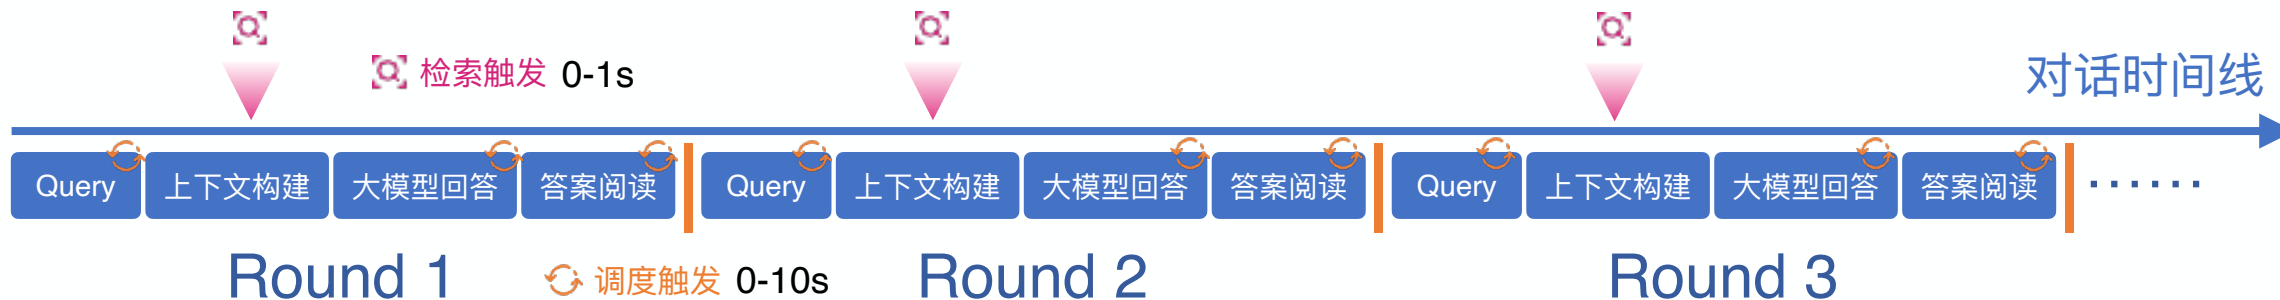 检索触发 0-1s
对话时间线
Query 上下文构建 大模型回答 答案阅读 Query 上下文构建 大模型回答 答案阅读 Query 上下文构建 大模型回答 答案阅读 ······
Round 1 调度触发 0-10s Round 2 Round 3